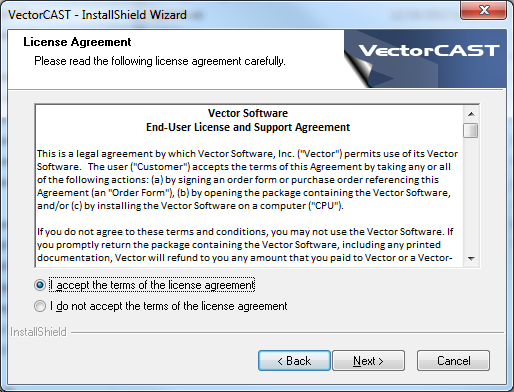 VectorCAST - InstallShield Wizard
License Agreement
Please read the following license agreement carefully.
VectorCAST
Vector Software
End-User License and Support Agreement
This is a legal agreement by which Vector Software, Inc. ("Vector") permits use of its Vector
Software.  The user ("Customer") accepts the terms of this Agreement by taking any or all
of the following actions: (a) by signing an order form or purchase order referencing this
Agreement (an "Order Form"), (b) by opening the package containing the Vector Software,
and/or (c) by installing the Vector Software on a computer ("CPU").
If you do not agree to these terms and conditions, you may not use the Vector Software. If
you promptly return the package containing the Vector Software, including any printed
documentation, Vector will refund to you any amount that you paid to Vector or a Vector-
I accept the terms of the license agreement
I do not accept the terms of the license agreement
InstallShield
< Back
Next >
Cancel